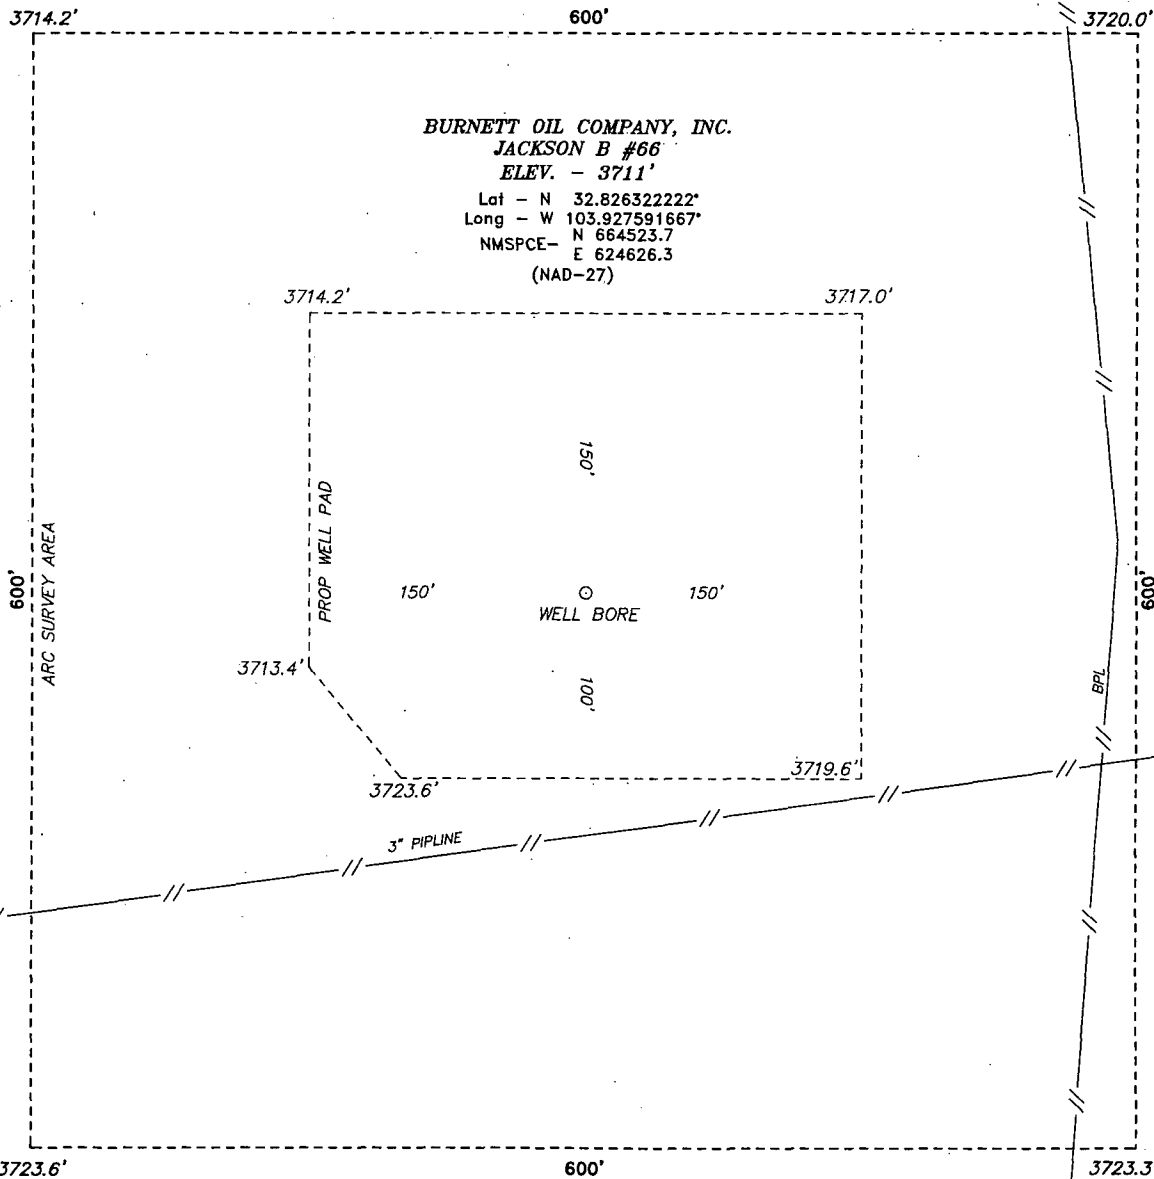 3714.2'
600'
3720.0'
BURNETT OIL COMPANY, INC.
JACKSON B #66
ELEV. - 3711'
Lat - N 32.826322222°
Long - W 103.927591667°
NMSPCE- N 664523.7
E 624626.3
(NAD-27)
3714.2'
3717.0'
150'
PROP WELL PAD
ARC SURVEY AREA
600'
150'
150'
WELL BORE
600'
3713.4'
100'
BPL
3719.6'
3723.6'
3" PIPLINE
3723.6'
600'
3723.3